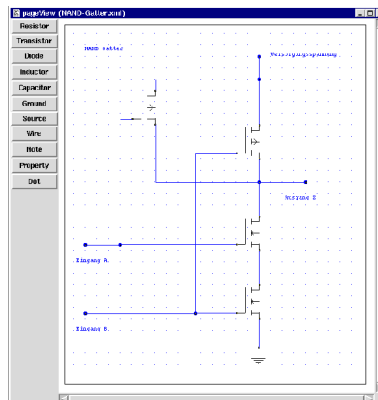 pageView (NAND-Gatter.xml)
Resistor
Transistor
Diode
Inductor
Capacitor
Ground
Source
Wire
Note
Property
Dot
NAND Gatter
Versorgungsspannung
Ausgang Z
Eingang A
Eingang B